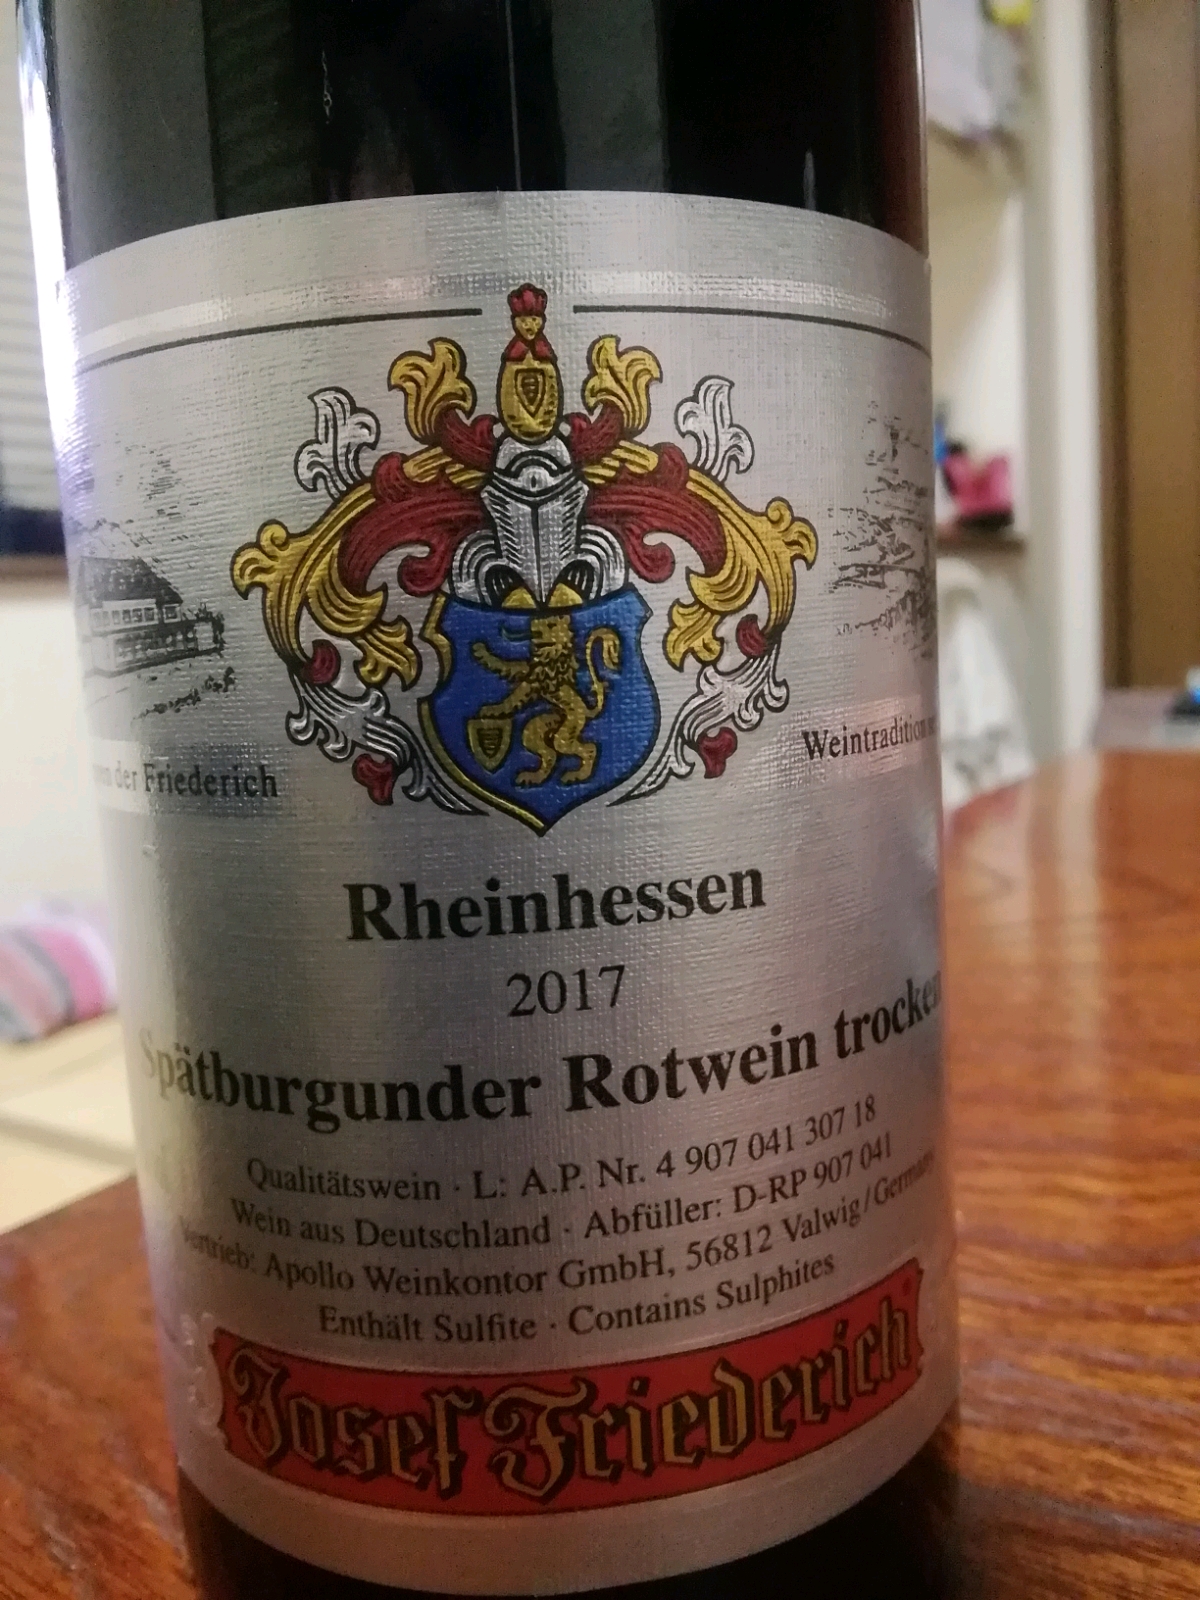 der Friederich
Weintradition
Rheinhessen
2017
Spätburgunder Rotwein trocken
Qualitätswein · L: A.P. Nr. 4 907 041 307 18
Wein aus Deutschland · Abfüller: D-RP 907 041
Vertrieb: Apollo Weinkontor GmbH, 56812 Valwig/Germany
Enthält Sulfite · Contains Sulphites
Josef Friederich